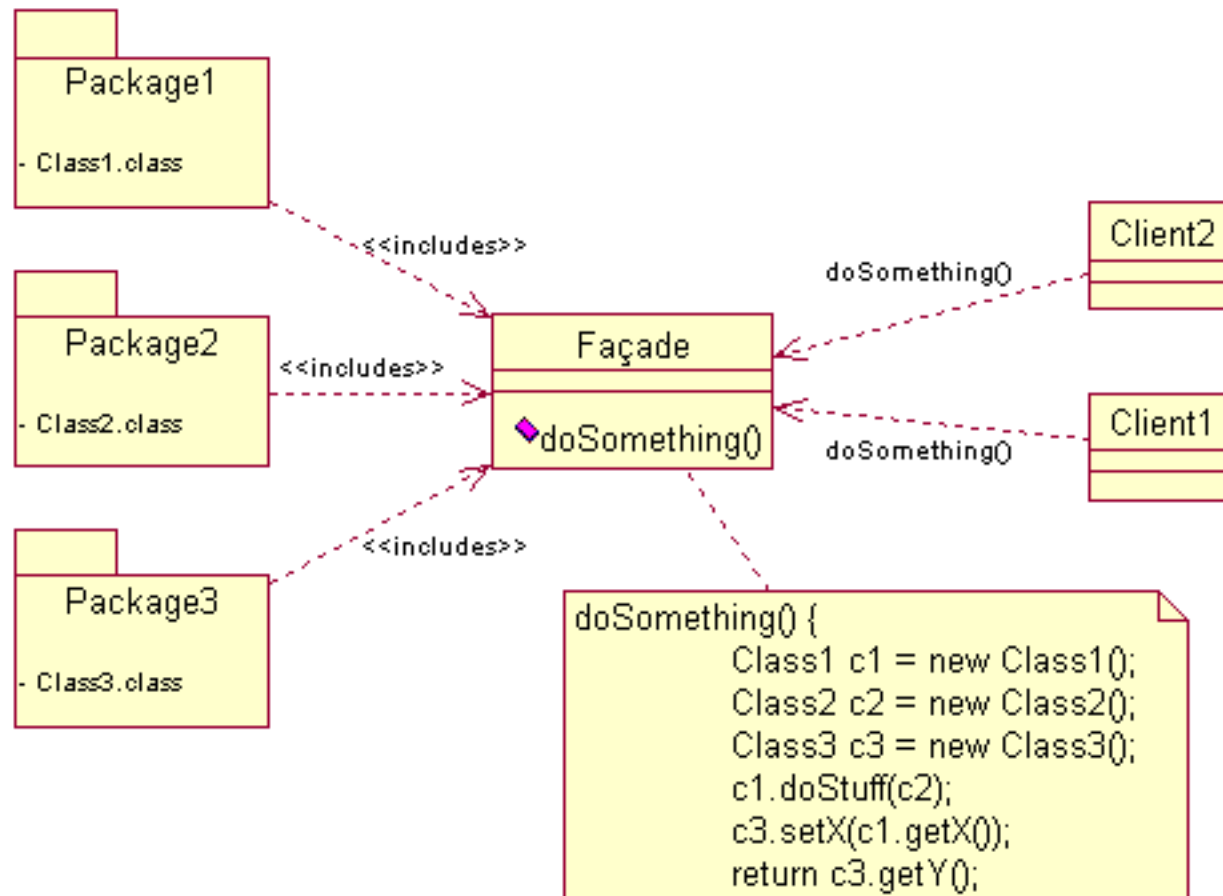 Package1
- Class1.class
<<includes>>
Package2
- Class2.class
<<includes>>
Package3
- Class3.class
<<includes>>
Façade
doSomething()
Client2
doSomething()
Client1
doSomething()
doSomething() {
Class1 c1 = new Class1();
Class2 c2 = new Class2();
Class3 c3 = new Class3();
c1.doStuff(c2);
c3.setX(c1.getX());
return c3.getY();